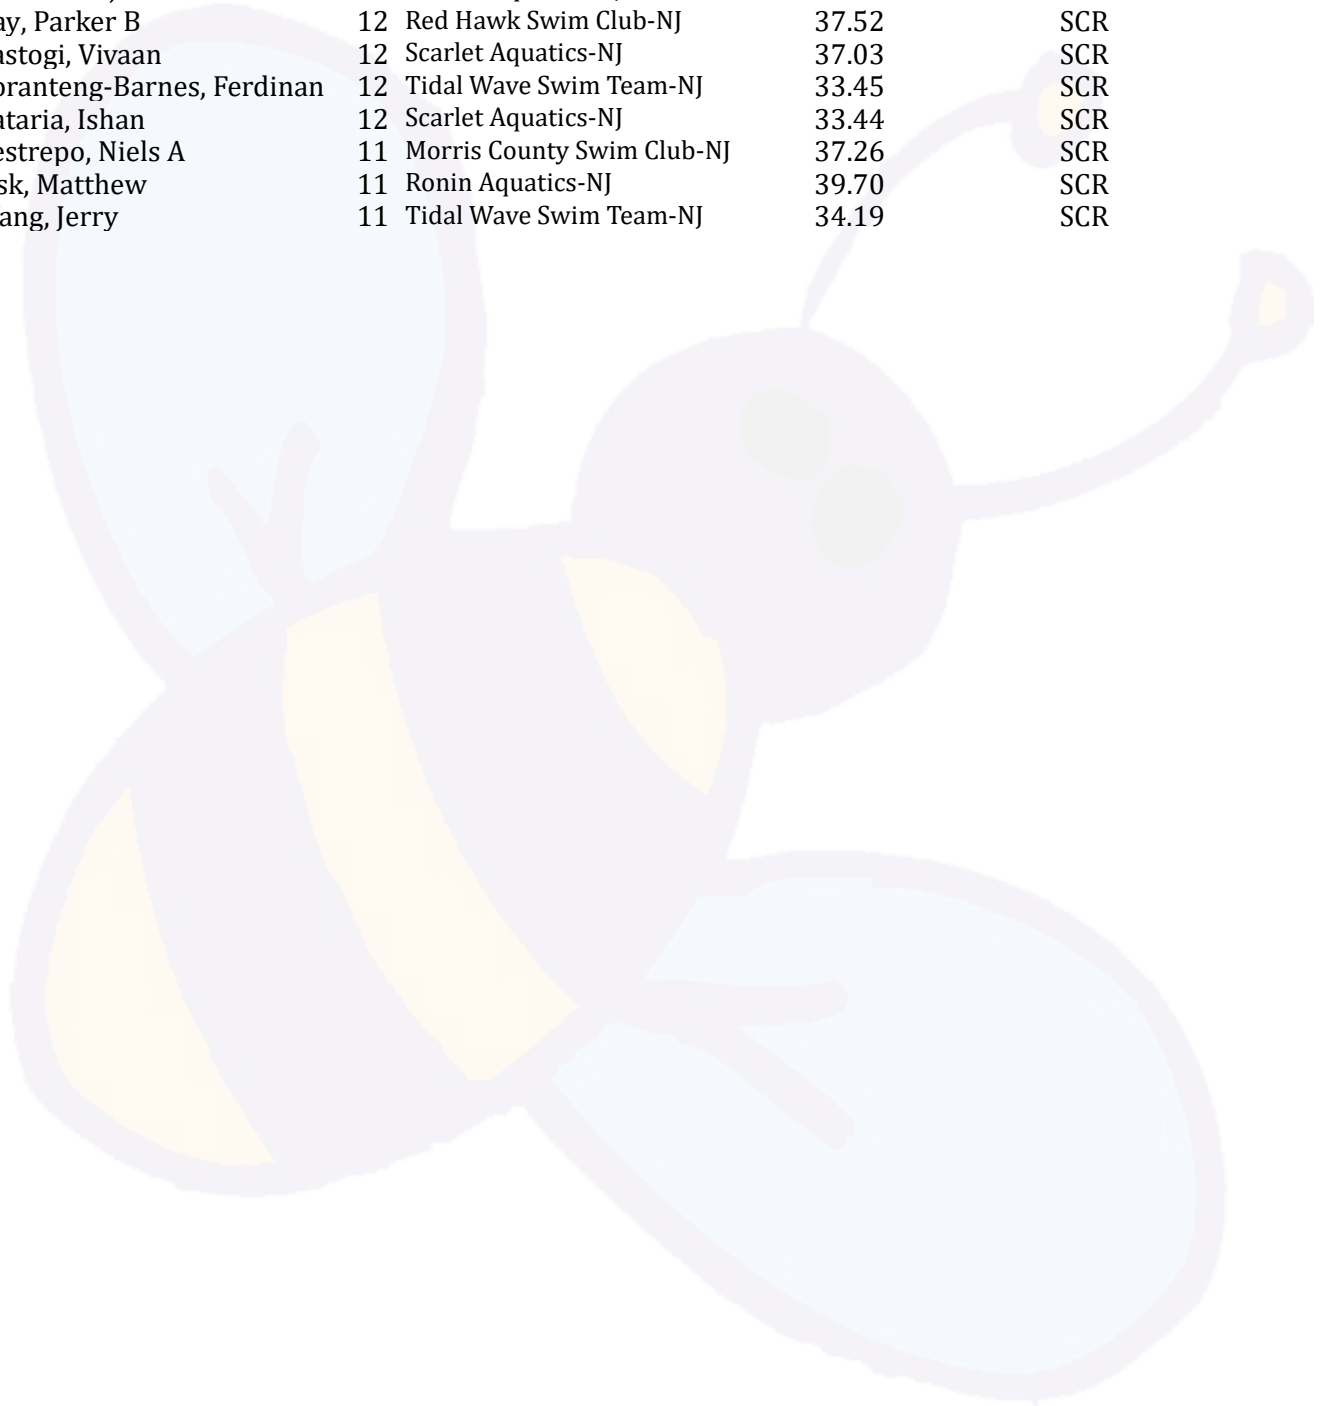 ay, Parker B 12 Red Hawk Swim Club-NJ 37.52 SCR
astogi, Vivaan 12 Scarlet Aquatics-NJ 37.03 SCR
oranteng-Barnes, Ferdinan 12 Tidal Wave Swim Team-NJ 33.45 SCR
ataria, Ishan 12 Scarlet Aquatics-NJ 33.44 SCR
estrepo, Niels A 11 Morris County Swim Club-NJ 37.26 SCR
sk, Matthew 11 Ronin Aquatics-NJ 39.70 SCR
ang, Jerry 11 Tidal Wave Swim Team-NJ 34.19 SCR